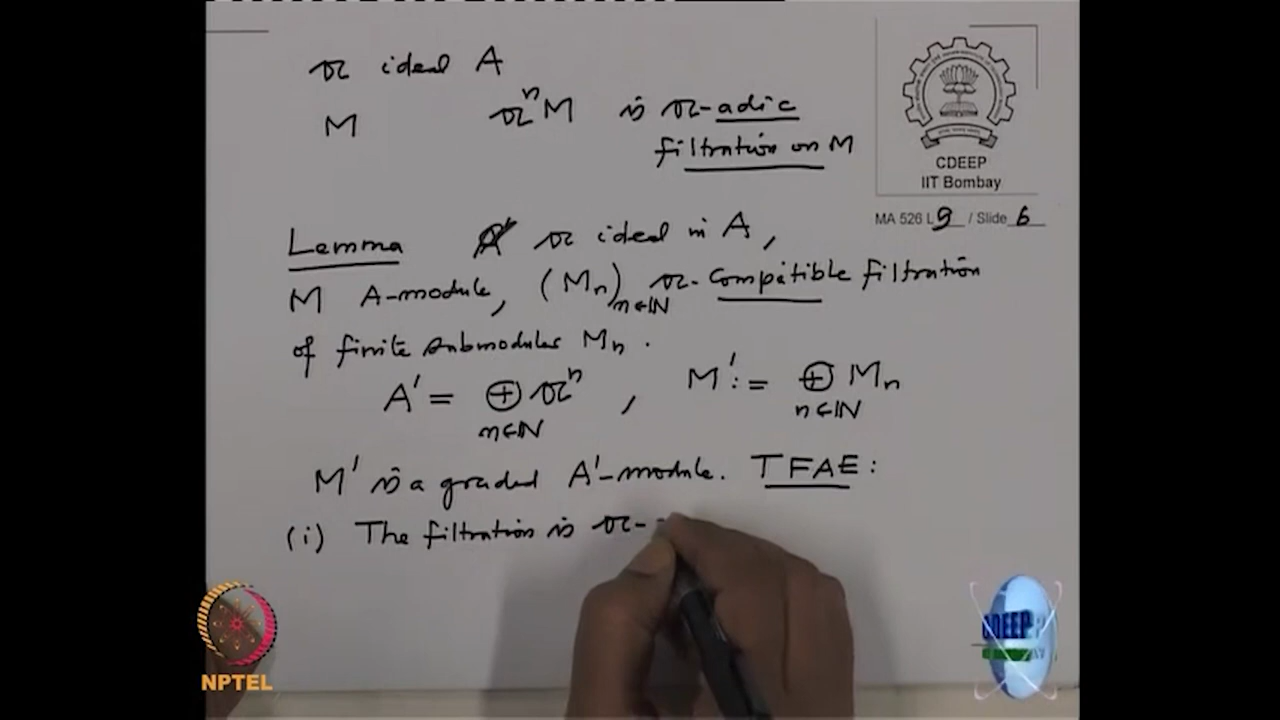 𝔞 ideal A
M 𝔞ⁿM is 𝔞-adic
filtration on M
CDEEP
IIT Bombay
MA 526 L 9 / Slide 6
Lemma 𝔞 ideal in A,
M A-module, (Mₙ)ₙ∈ℕ 𝔞-compatible filtration
of finite submodules Mₙ.
A' = ⊕ₙ∈ℕ 𝔞ⁿ, M' := ⊕ₙ∈ℕ Mₙ
M' is a graded A'-module. TFAE:
(i) The filtration is 𝔞-
NPTEL
CDEEP